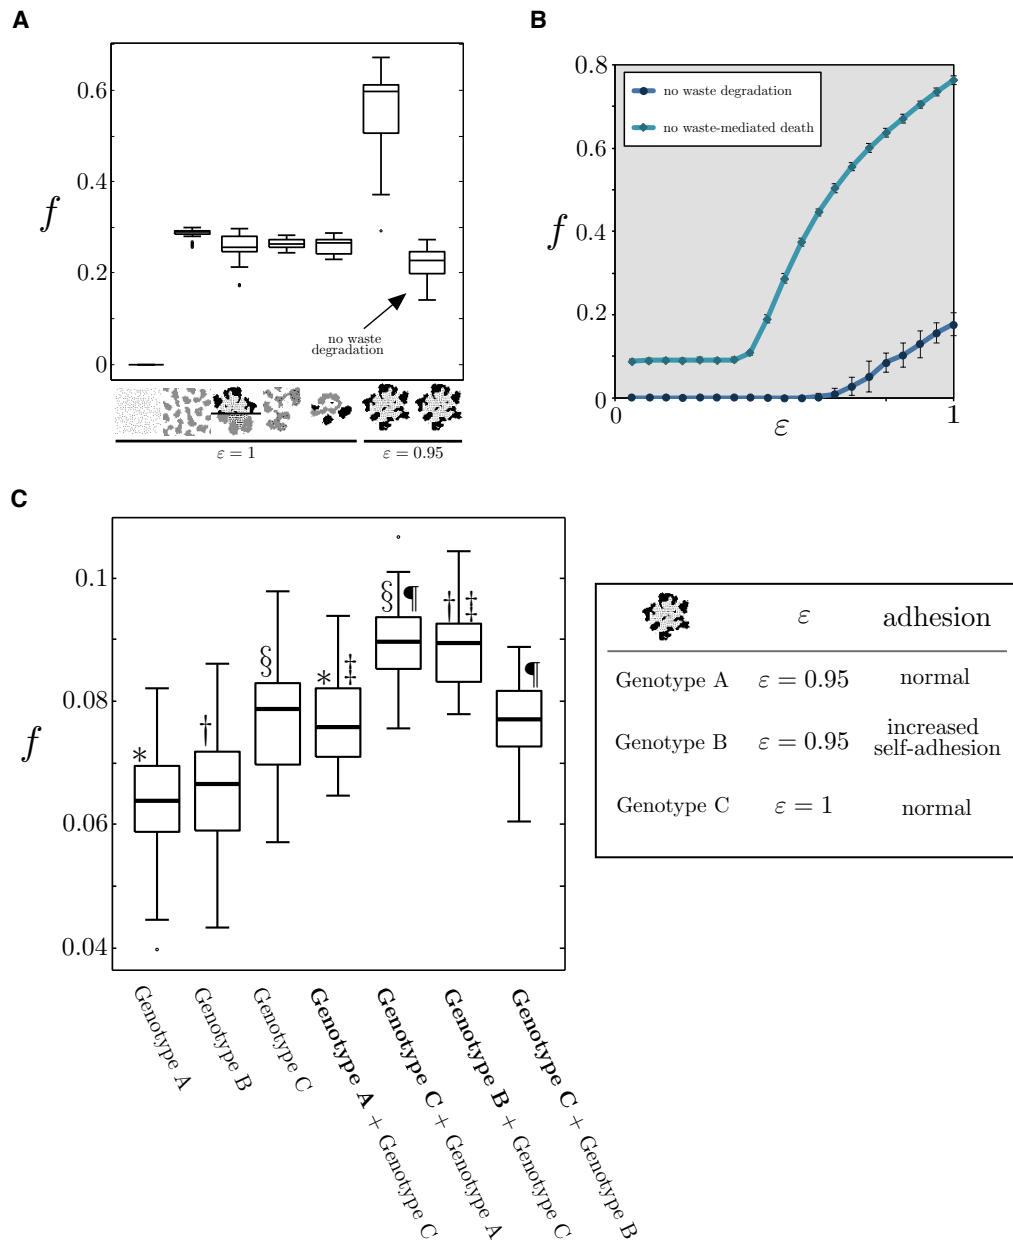 A
f
0.6
0.4
0.2
0
no waste
degradation
ε = 1
ε = 0.95
B
f
0.8
0.6
0.4
0.2
0
no waste degradation
no waste-mediated death
0
ε
1
C
f
0.1
0.08
0.06
0.04
*
†
§
* ‡
§ ¶
† ‡
¶
Genotype A
Genotype B
Genotype C
Genotype A + Genotype C
Genotype C + Genotype A
Genotype B + Genotype C
Genotype C + Genotype B
ε adhesion
Genotype A ε = 0.95 normal
Genotype B ε = 0.95 increased
self-adhesion
Genotype C ε = 1 normal